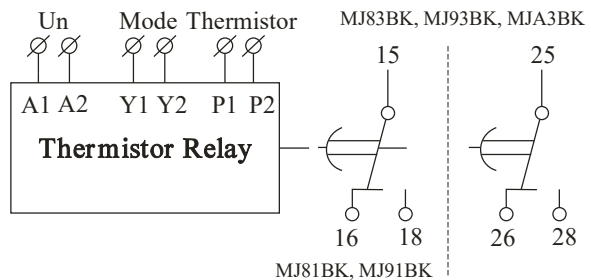 Un Mode Thermistor MJ83BK, MJ93BK, MJA3BK
15 25
A1 A2 Y1 Y2 P1 P2
Thermistor Relay
16 18 26 28
MJ81BK, MJ91BK